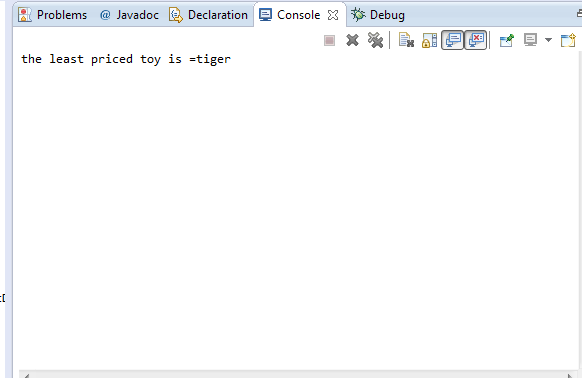 Problems @ Javadoc Declaration Console Debug
the least priced toy is =tiger